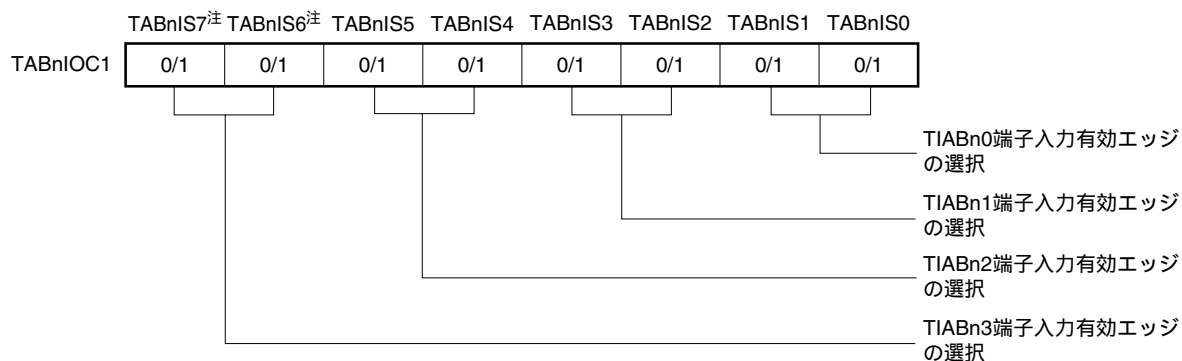 TABnIS7注 TABnIS6注 TABnIS5 TABnIS4 TABnIS3 TABnIS2 TABnIS1 TABnIS0
TABnIOC1 0/1 0/1 0/1 0/1 0/1 0/1 0/1 0/1
TIABn0端子入力有効エッジ
の選択
TIABn1端子入力有効エッジ
の選択
TIABn2端子入力有効エッジ
の選択
TIABn3端子入力有効エッジ
の選択